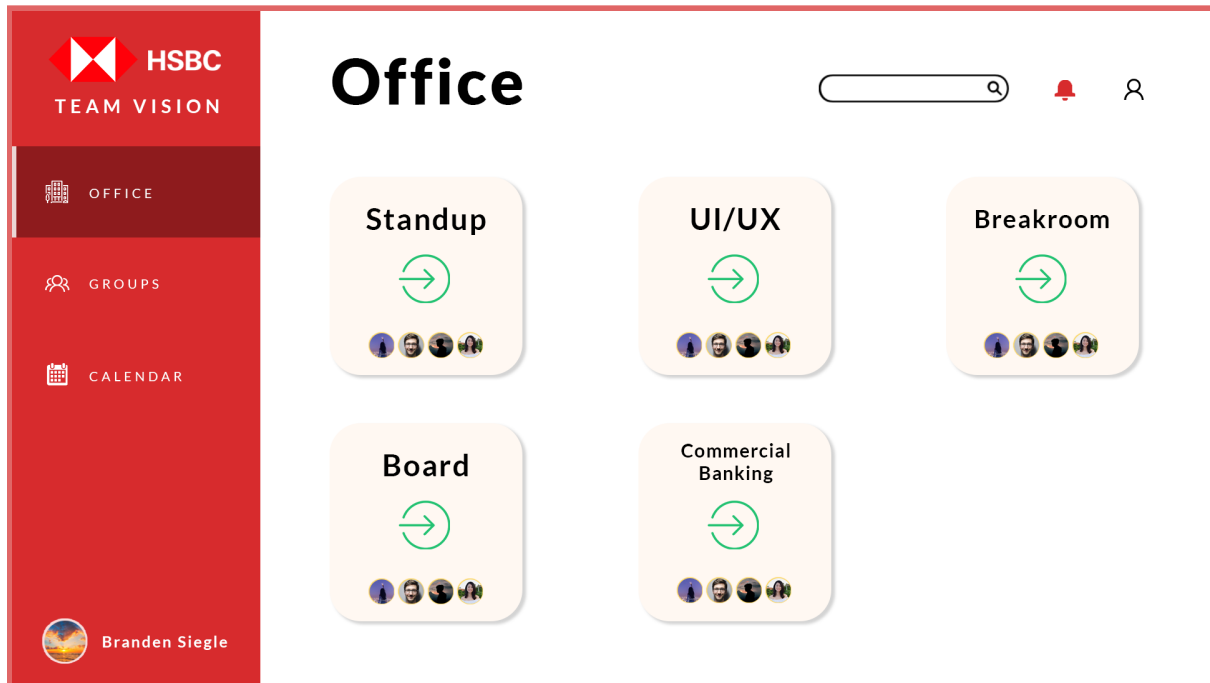 HSBC
TEAM VISION
OFFICE
GROUPS
CALENDAR
Branden Siegle
Office
Standup
UI/UX
Breakroom
Board
Commercial
Banking